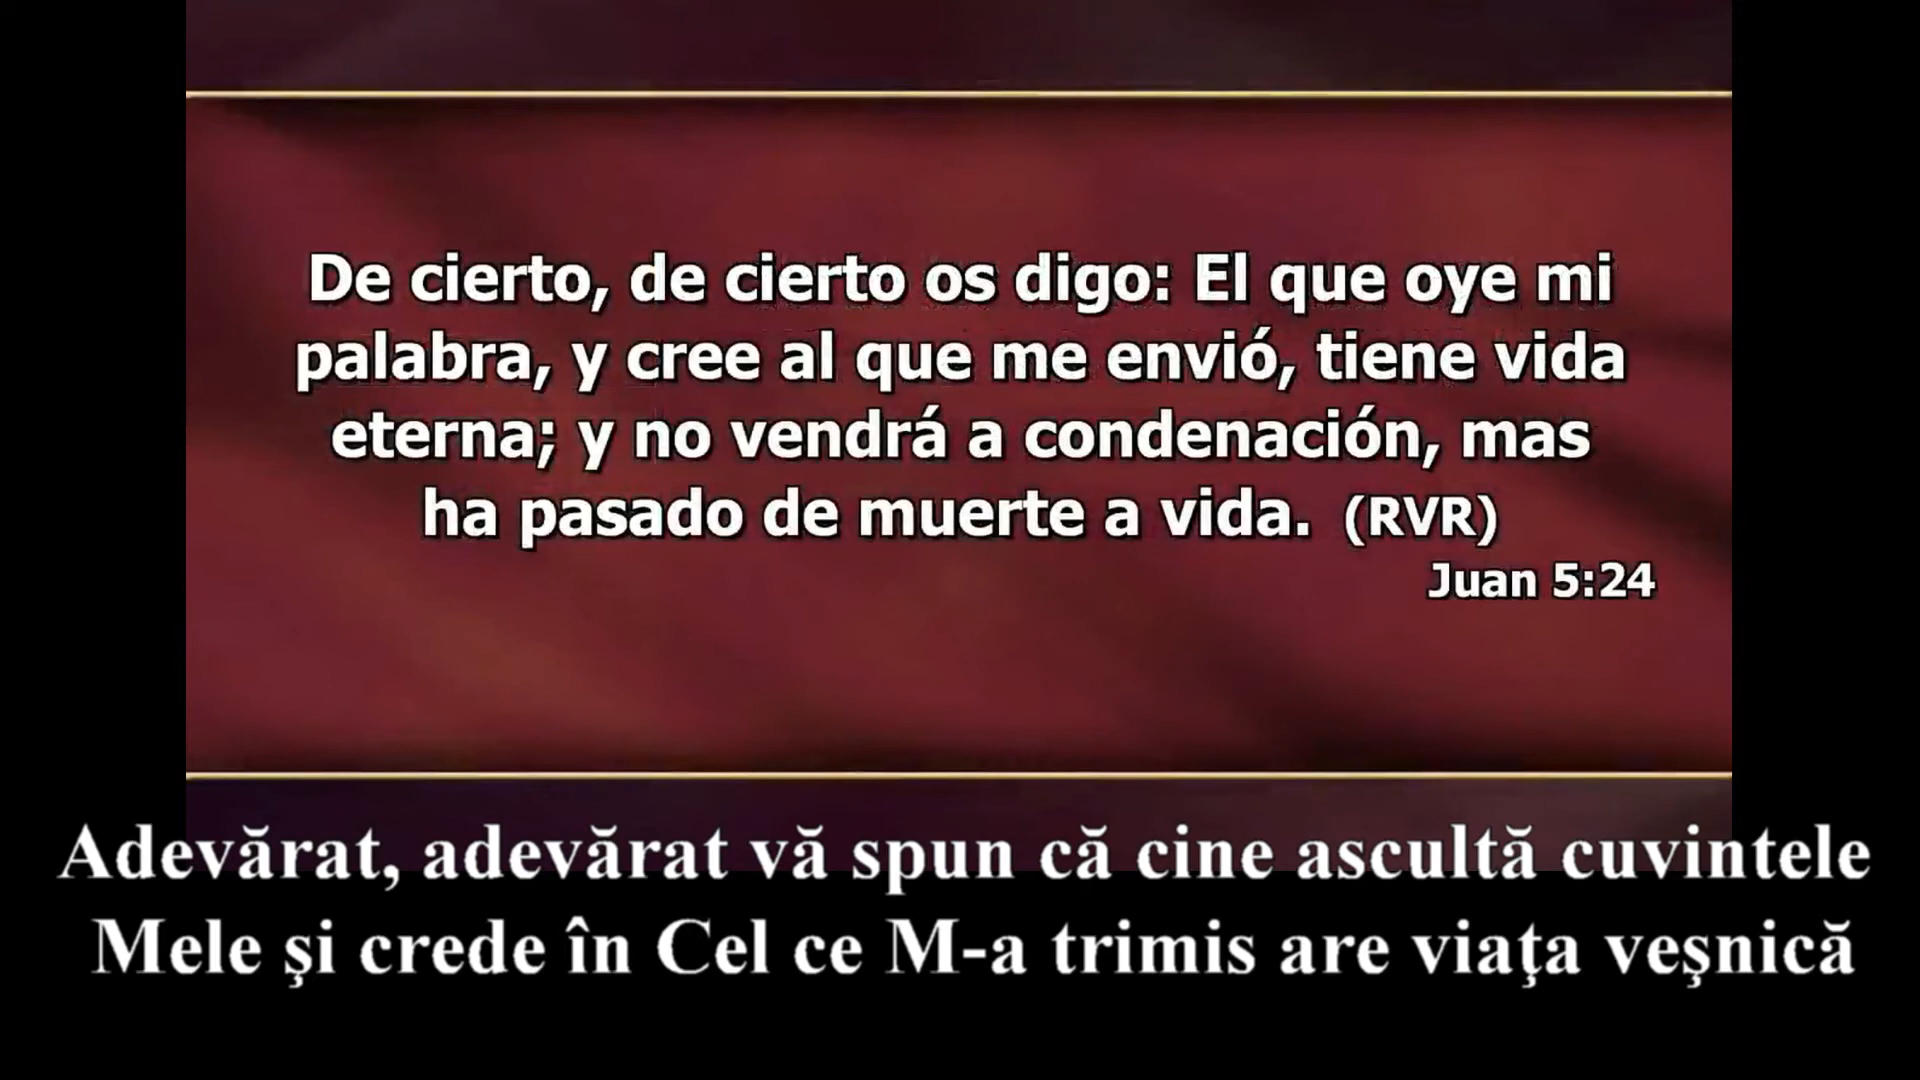 De cierto, de cierto os digo: El que oye mi
palabra, y cree al que me envió, tiene vida
eterna; y no vendrá a condenación, mas
ha pasado de muerte a vida. (RVR)
Juan 5:24
Adevărat, adevărat vă spun că cine ascultă cuvintele
Mele şi crede în Cel ce M-a trimis are viaţa veşnică